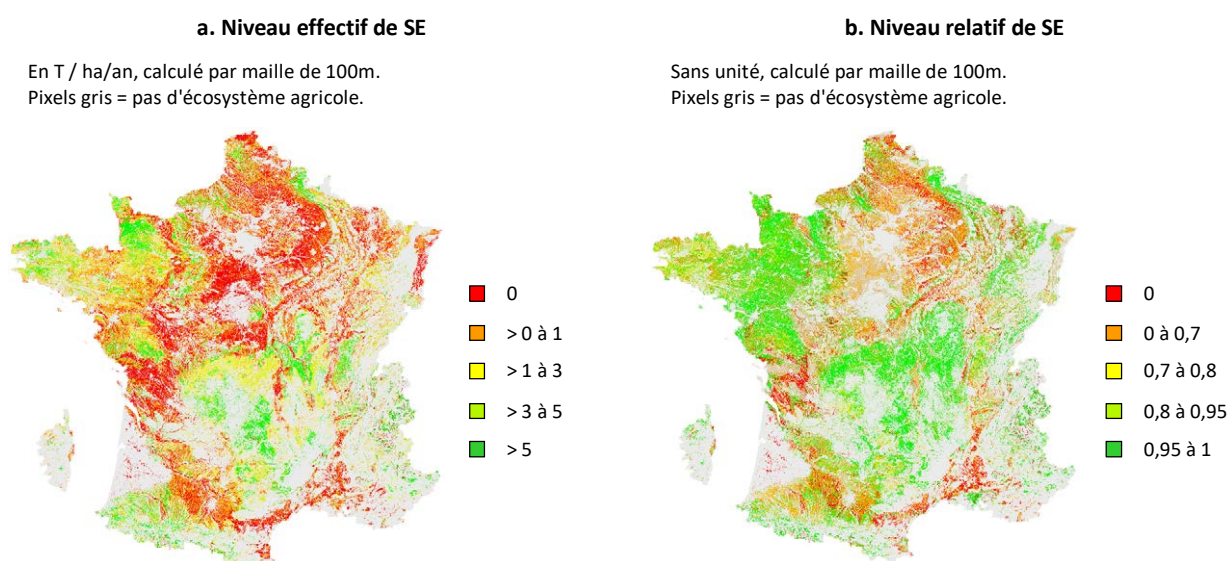 a. Niveau effectif de SE
En T / ha/an, calculé par maille de 100m.
Pixels gris = pas d'écosystème agricole.
0
> 0 à 1
> 1 à 3
> 3 à 5
> 5
b. Niveau relatif de SE
Sans unité, calculé par maille de 100m.
Pixels gris = pas d'écosystème agricole.
0
0 à 0,7
0,7 à 0,8
0,8 à 0,95
0,95 à 1